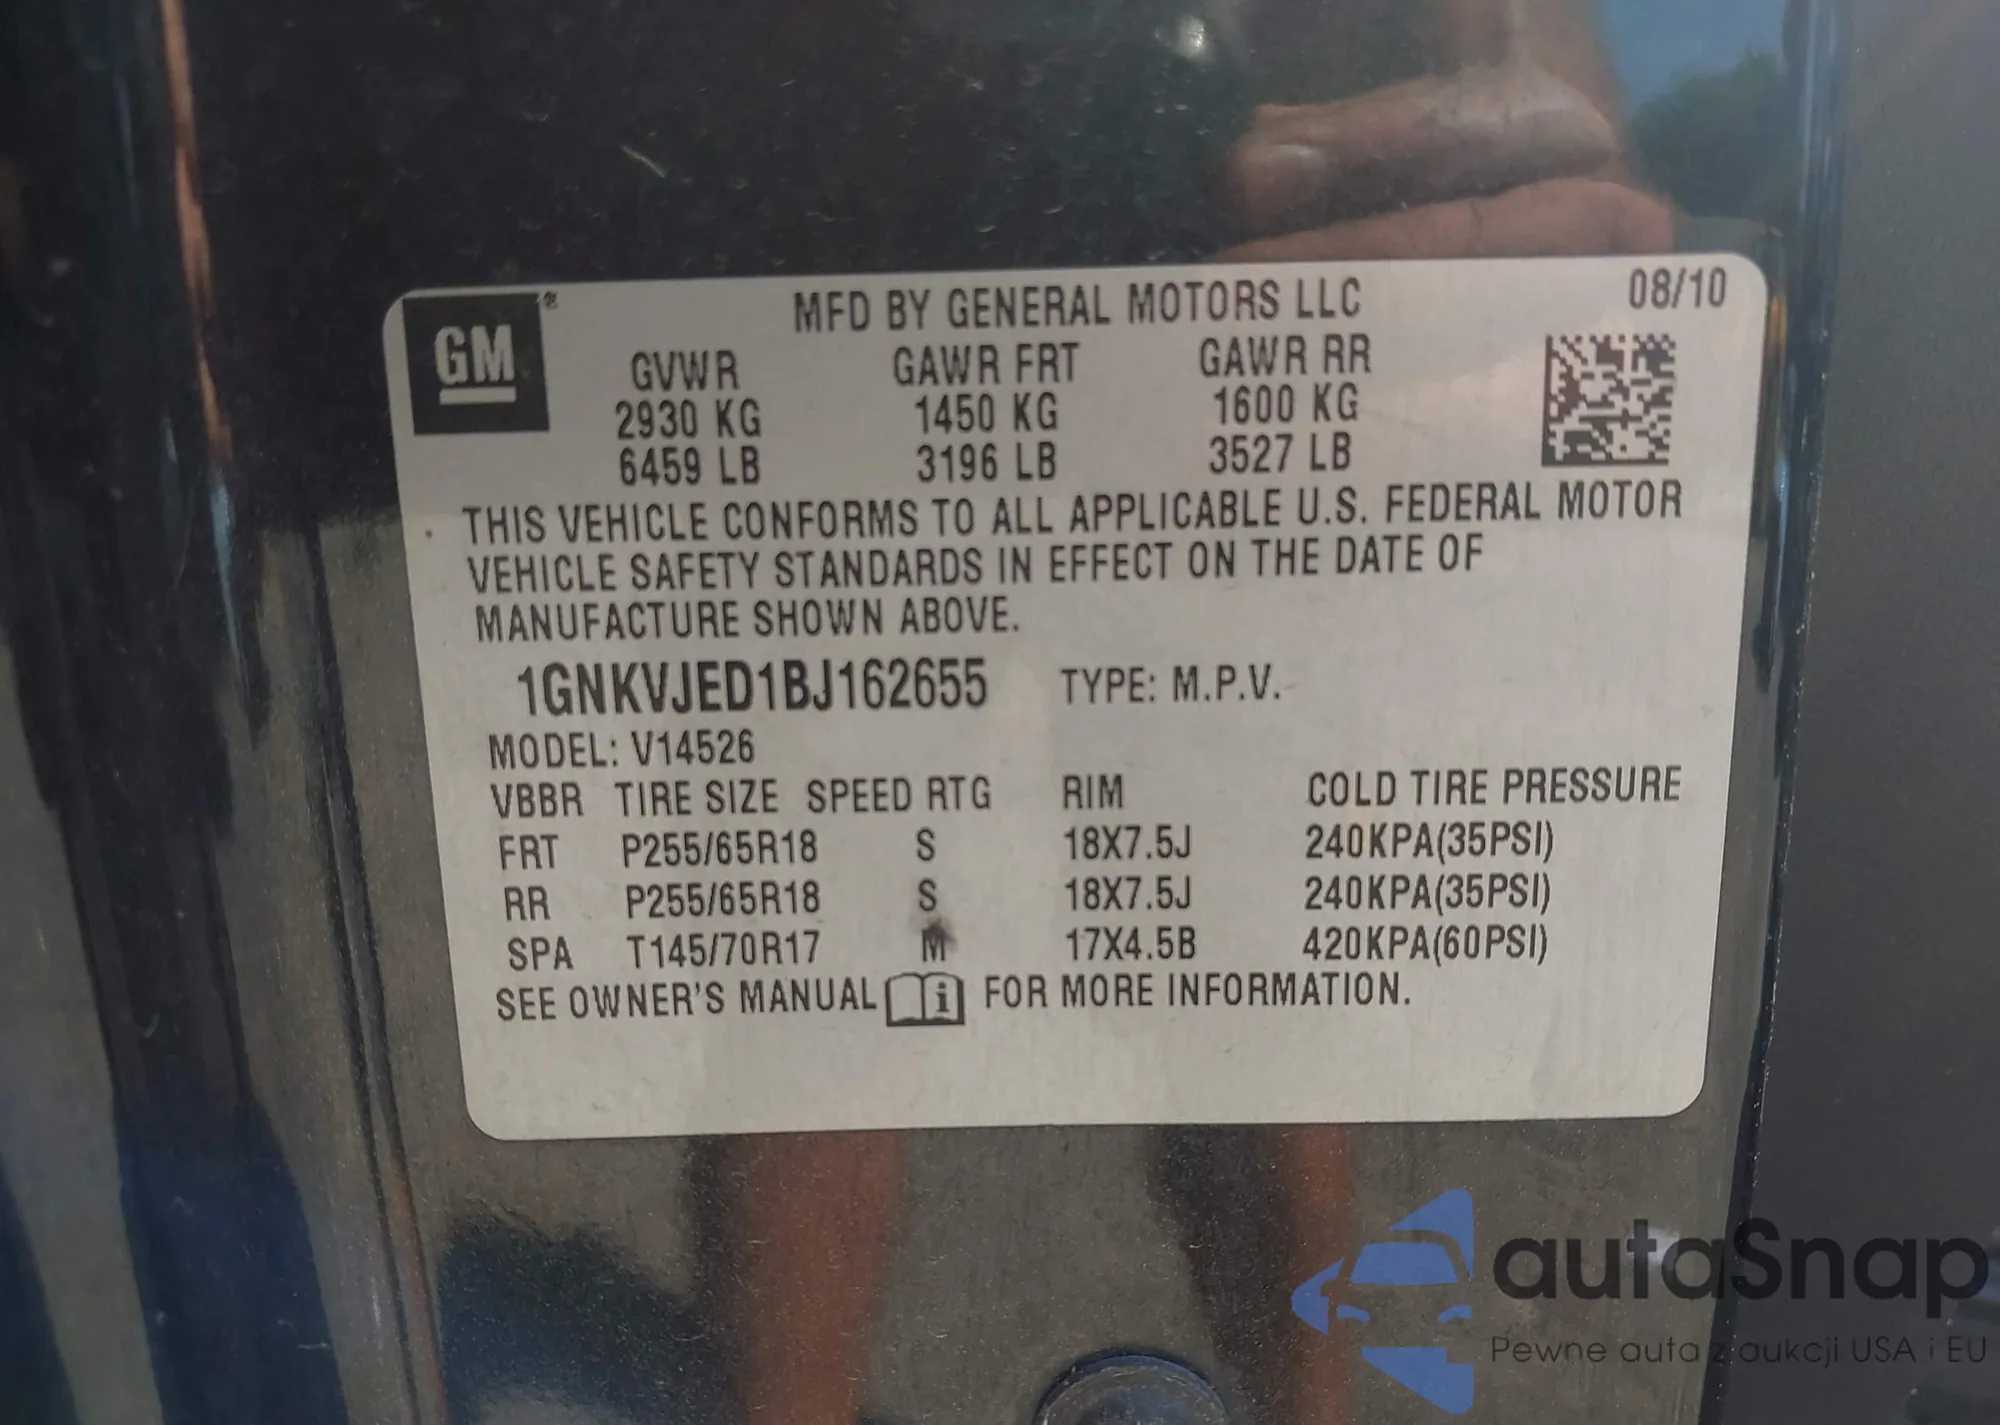 GM
MFD BY GENERAL MOTORS LLC 08/10
GVWR GAWR FRT GAWR RR
2930 KG 1450 KG 1600 KG
6459 LB 3196 LB 3527 LB
THIS VEHICLE CONFORMS TO ALL APPLICABLE U.S. FEDERAL MOTOR
VEHICLE SAFETY STANDARDS IN EFFECT ON THE DATE OF
MANUFACTURE SHOWN ABOVE.
1GNKVJED1BJ162655 TYPE: M.P.V.
MODEL: V14526
VBBR TIRE SIZE SPEED RTG RIM COLD TIRE PRESSURE
FRT P255/65R18 S 18X7.5J 240KPA(35PSI)
RR P255/65R18 S 18X7.5J 240KPA(35PSI)
SPA T145/70R17 M 17X4.5B 420KPA(60PSI)
SEE OWNER'S MANUAL i FOR MORE INFORMATION.
autaSnap
Pewne auta z aukcji USA i EU